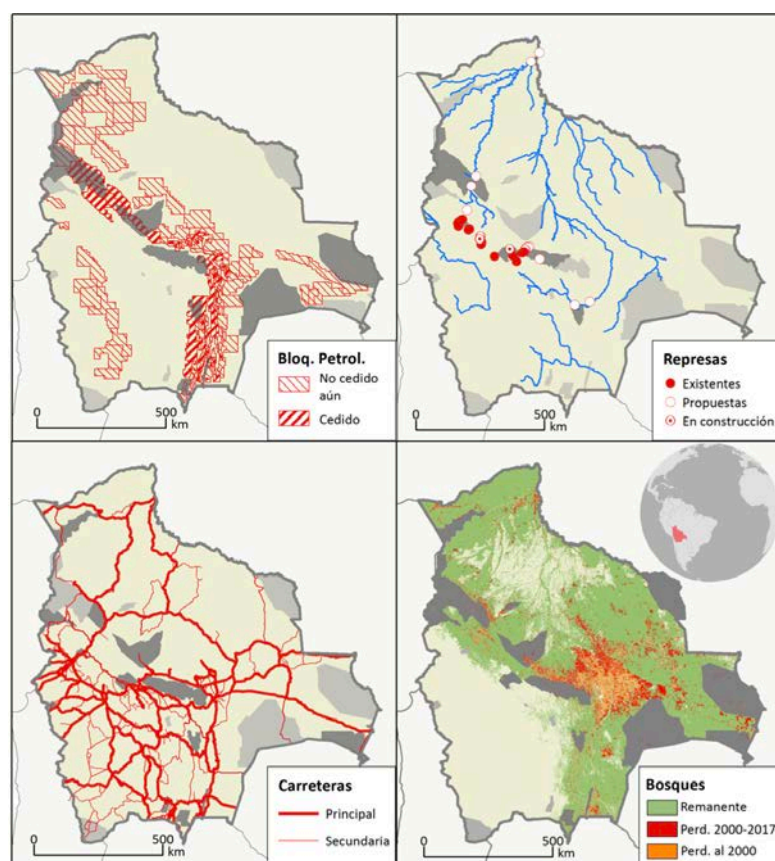 Bloq. Petrol.
No cedido
aún
Cedido
0
500
km
Represas
Existentes
Propuestas
En construcción
0
500
km
Carreteras
Principal
Secundaria
0
500
km
Bosques
Remanente
Perd. 2000-2017
Perd. al 2000
0
500
km